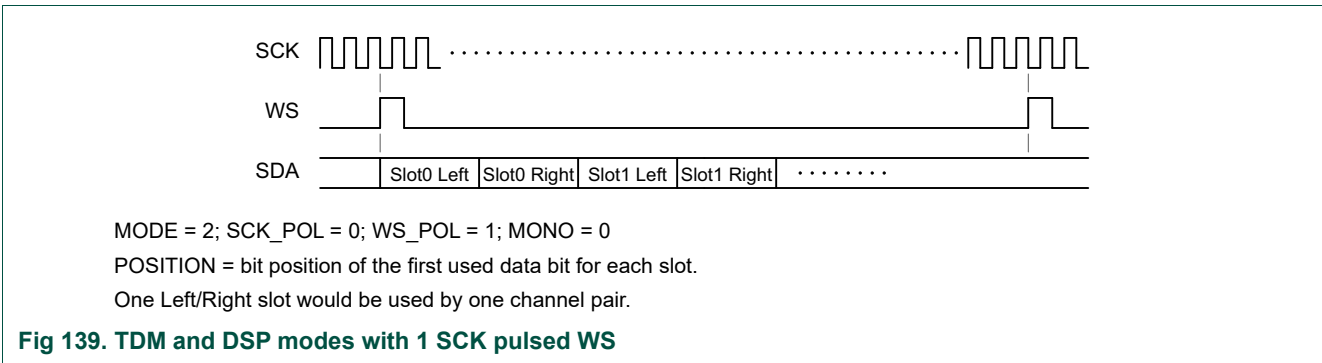 SCK
WS
SDA Slot0 Left Slot0 Right Slot1 Left Slot1 Right ........
MODE = 2; SCK_POL = 0; WS_POL = 1; MONO = 0
POSITION = bit position of the first used data bit for each slot.
One Left/Right slot would be used by one channel pair.
Fig 139. TDM and DSP modes with 1 SCK pulsed WS